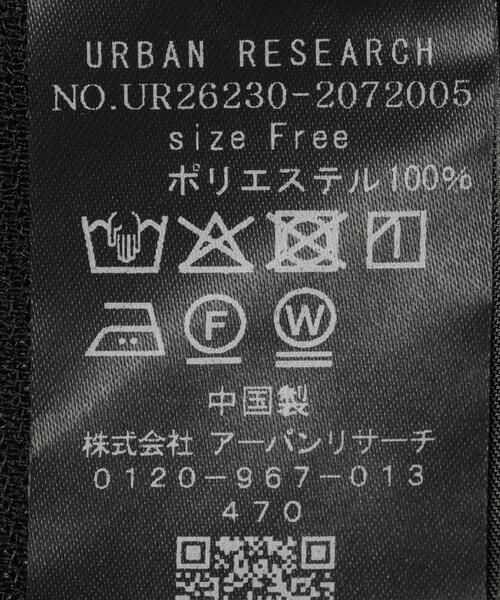 URBAN RESEARCH
NO.UR26230-2072005
size Free
ポリエステル100%
F W
中国製
株式会社 アーバンリサーチ
0120-967-013
470